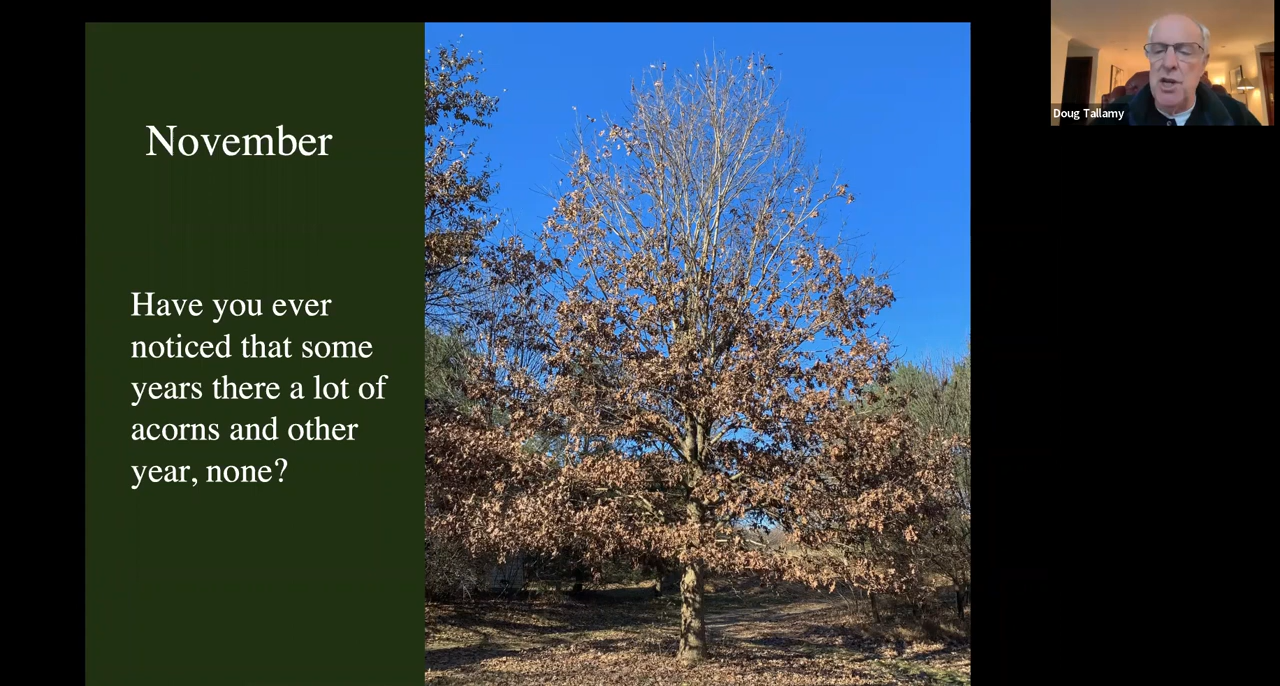 November
Have you ever
noticed that some
years there a lot of
acorns and other
year, none?
Doug Tallamy